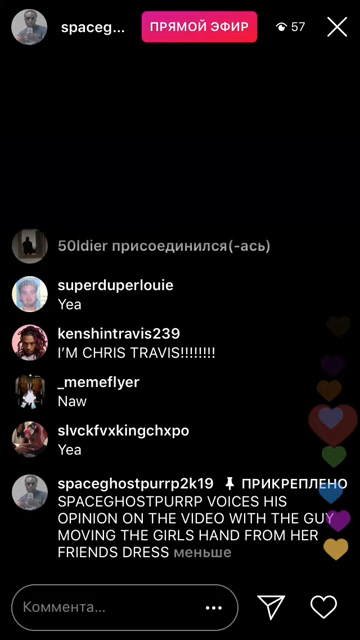 spaceg...
ПРЯМОЙ ЭФИР
57
50ldier присоединился(-ась)
superduperlouie
Yea
kenshintravis239
I'M CHRIS TRAVIS!!!!!!!!
_memeflyer
Naw
slvckfvxkingchxpo
Yea
spaceghostpurrp2k19 ПРИКРЕПЛЕНО
SPACEGHOSTPURRP VOICES HIS
OPINION ON THE VIDEO WITH THE GUY
MOVING THE GIRLS HAND FROM HER
FRIENDS DRESS меньше
Коммента...